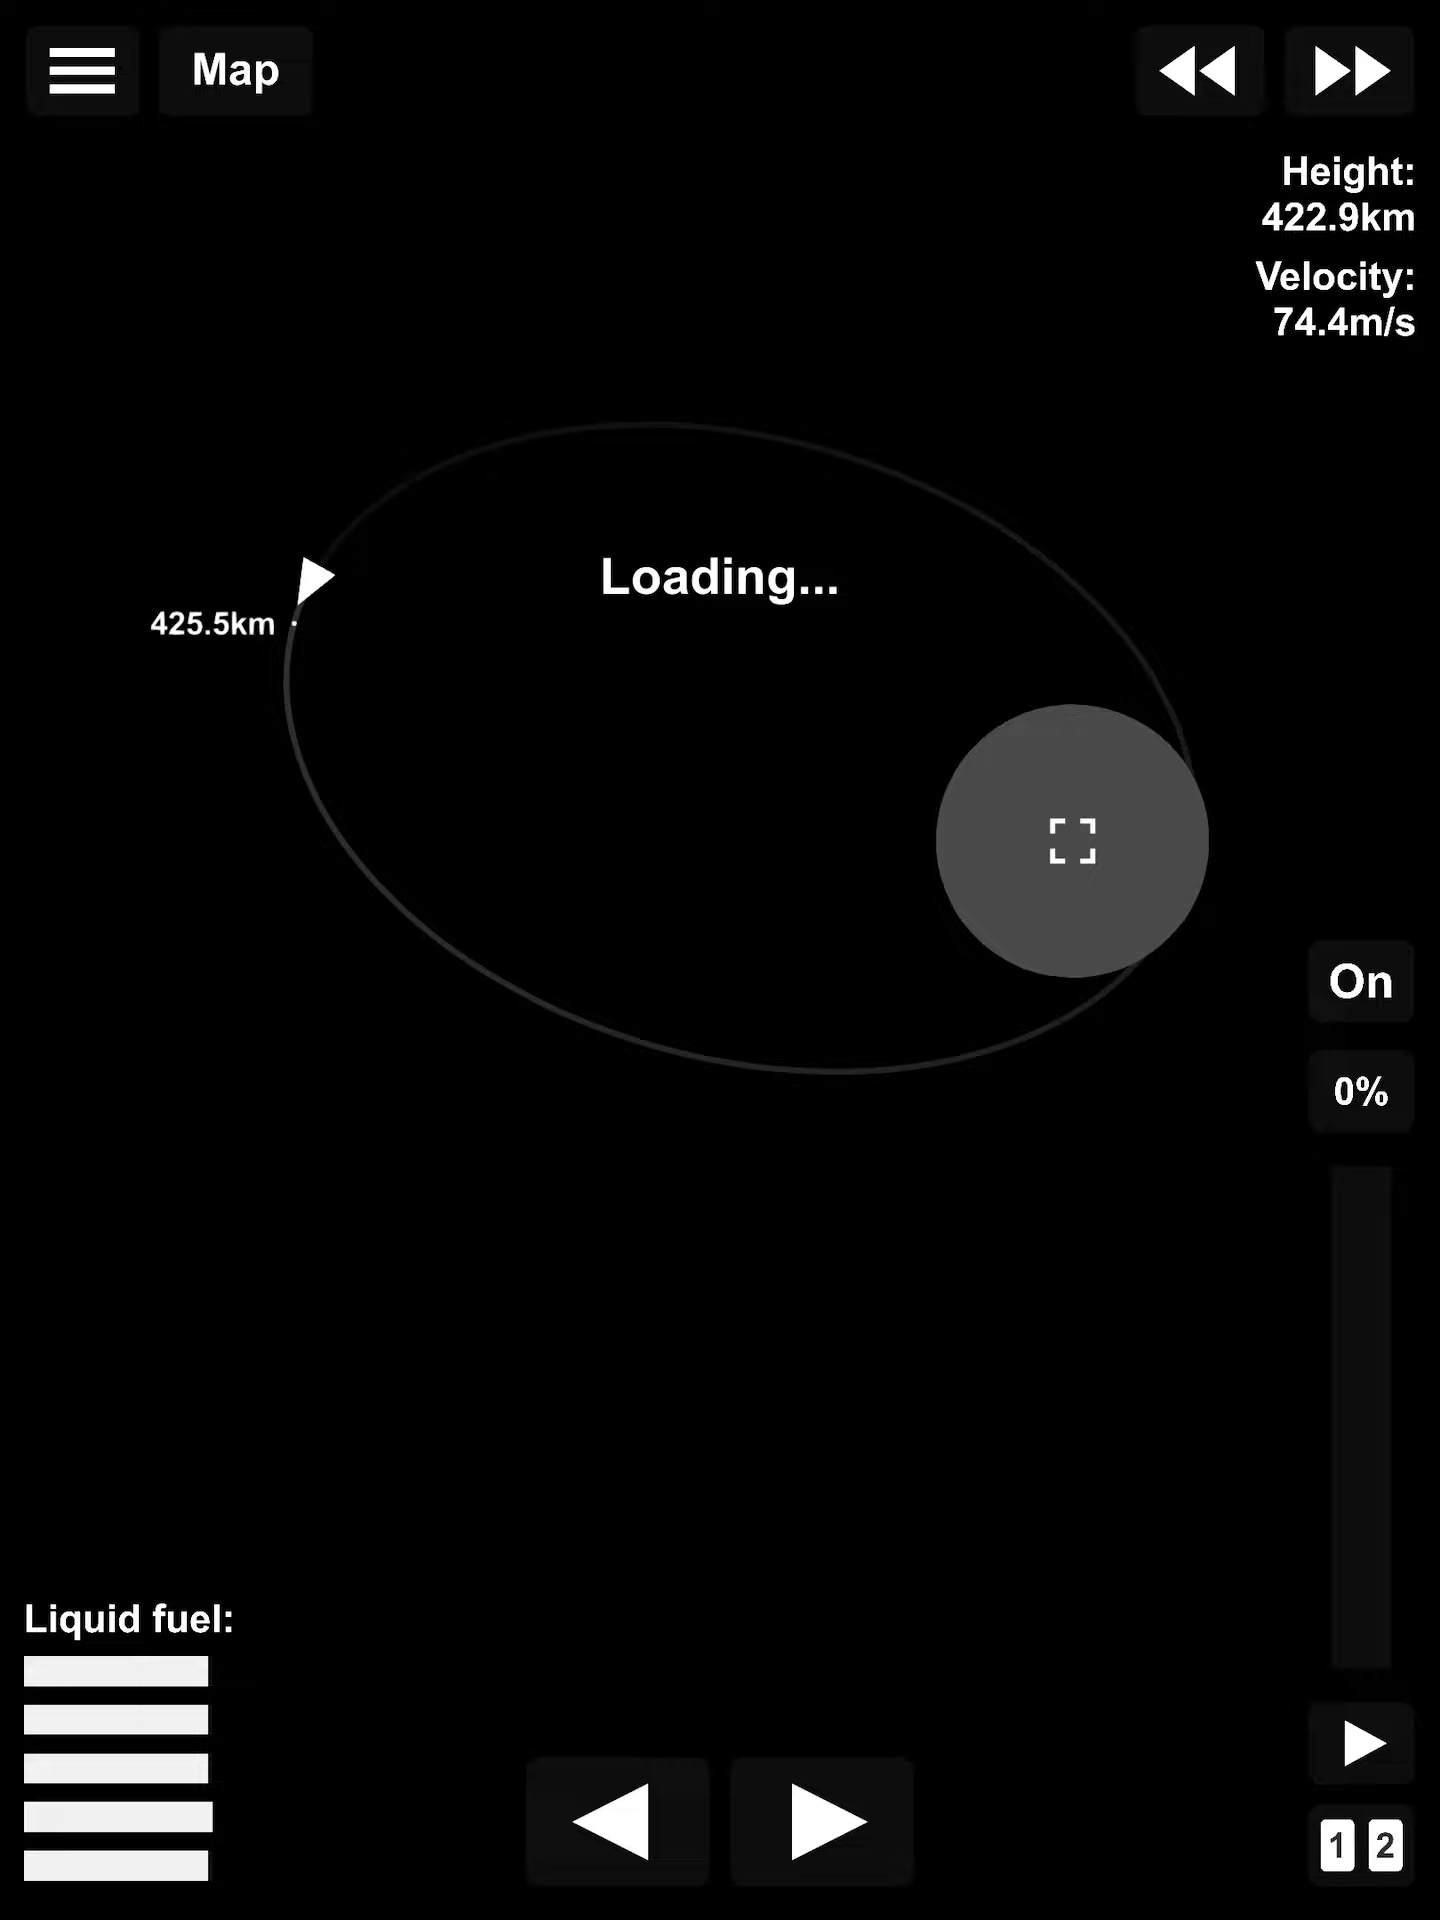 Map
Height:
422.9km
Velocity:
74.4m/s
Loading...
425.5km
On
0%
Liquid fuel:
1 2